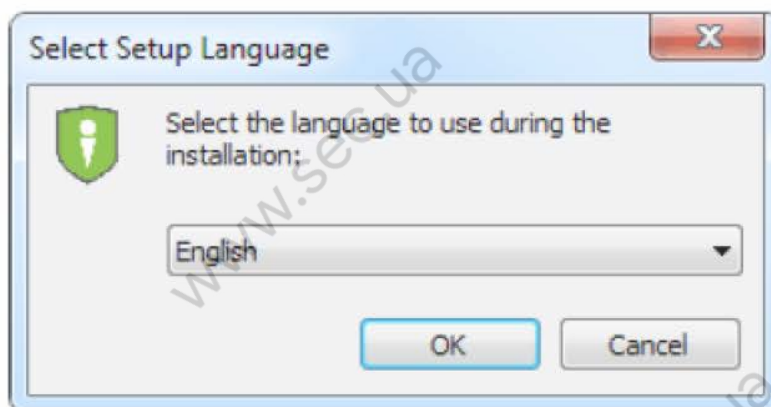 Select Setup Language
Select the language to use during the
installation:
English
OK
Cancel
www.sec.ua